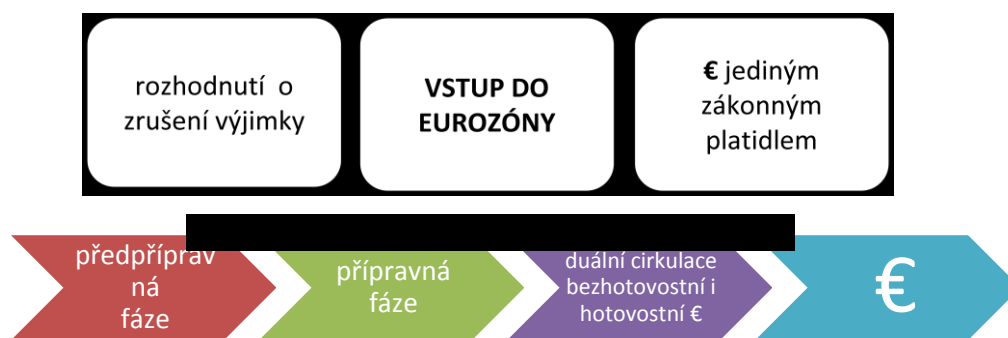 rozhodnutí o
zrušení výjimky
VSTUP DO
EUROZÓNY
€ jediným
zákonným
platidlem
předpříprav
ná
fáze
přípravná
fáze
duální cirkulace
bezhotovostní i
hotovostní €
€